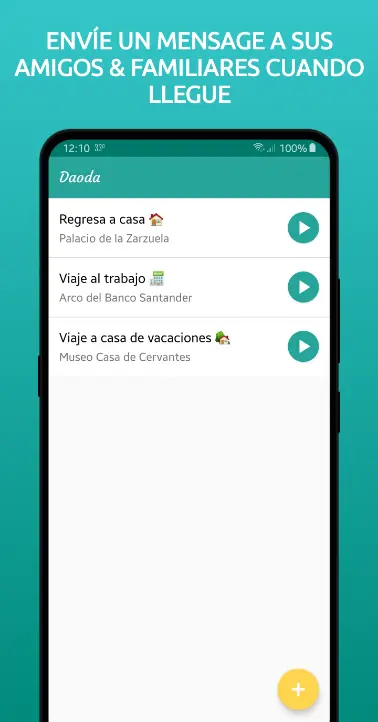 ENVÍE UN MENSAGE A SUS
AMIGOS & FAMILIARES CUANDO
LLEGUE
12:10 100%
Daoda
Regresa a casa
Palacio de la Zarzuela
Viaje al trabajo
Arco del Banco Santander
Viaje a casa de vacaciones
Museo Casa de Cervantes
+